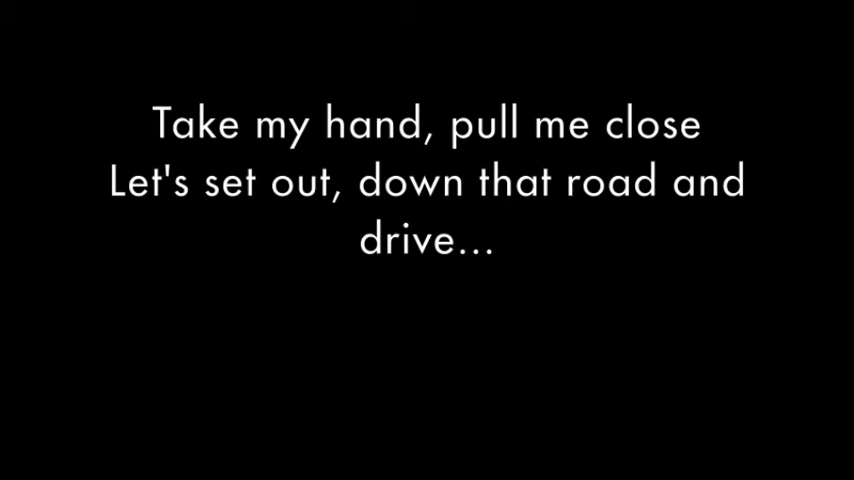 Take my hand, pull me close
Let's set out, down that road and
drive...